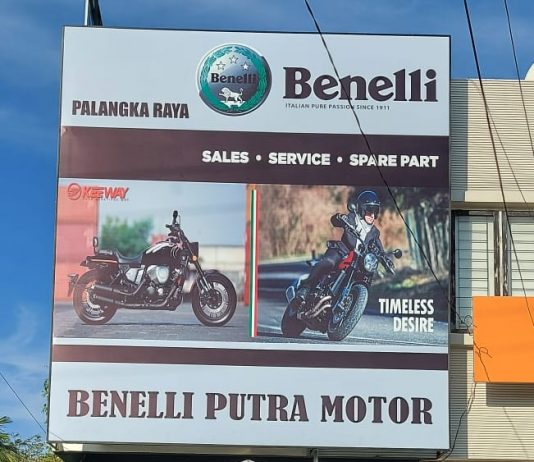 Benelli
Benelli
ITALIAN PURE PASSION SINCE 1911
PALANGKA RAYA
SALES • SERVICE • SPARE PART
KEEWAY
TIMELESS
DESIRE
BENELLI PUTRA MOTOR